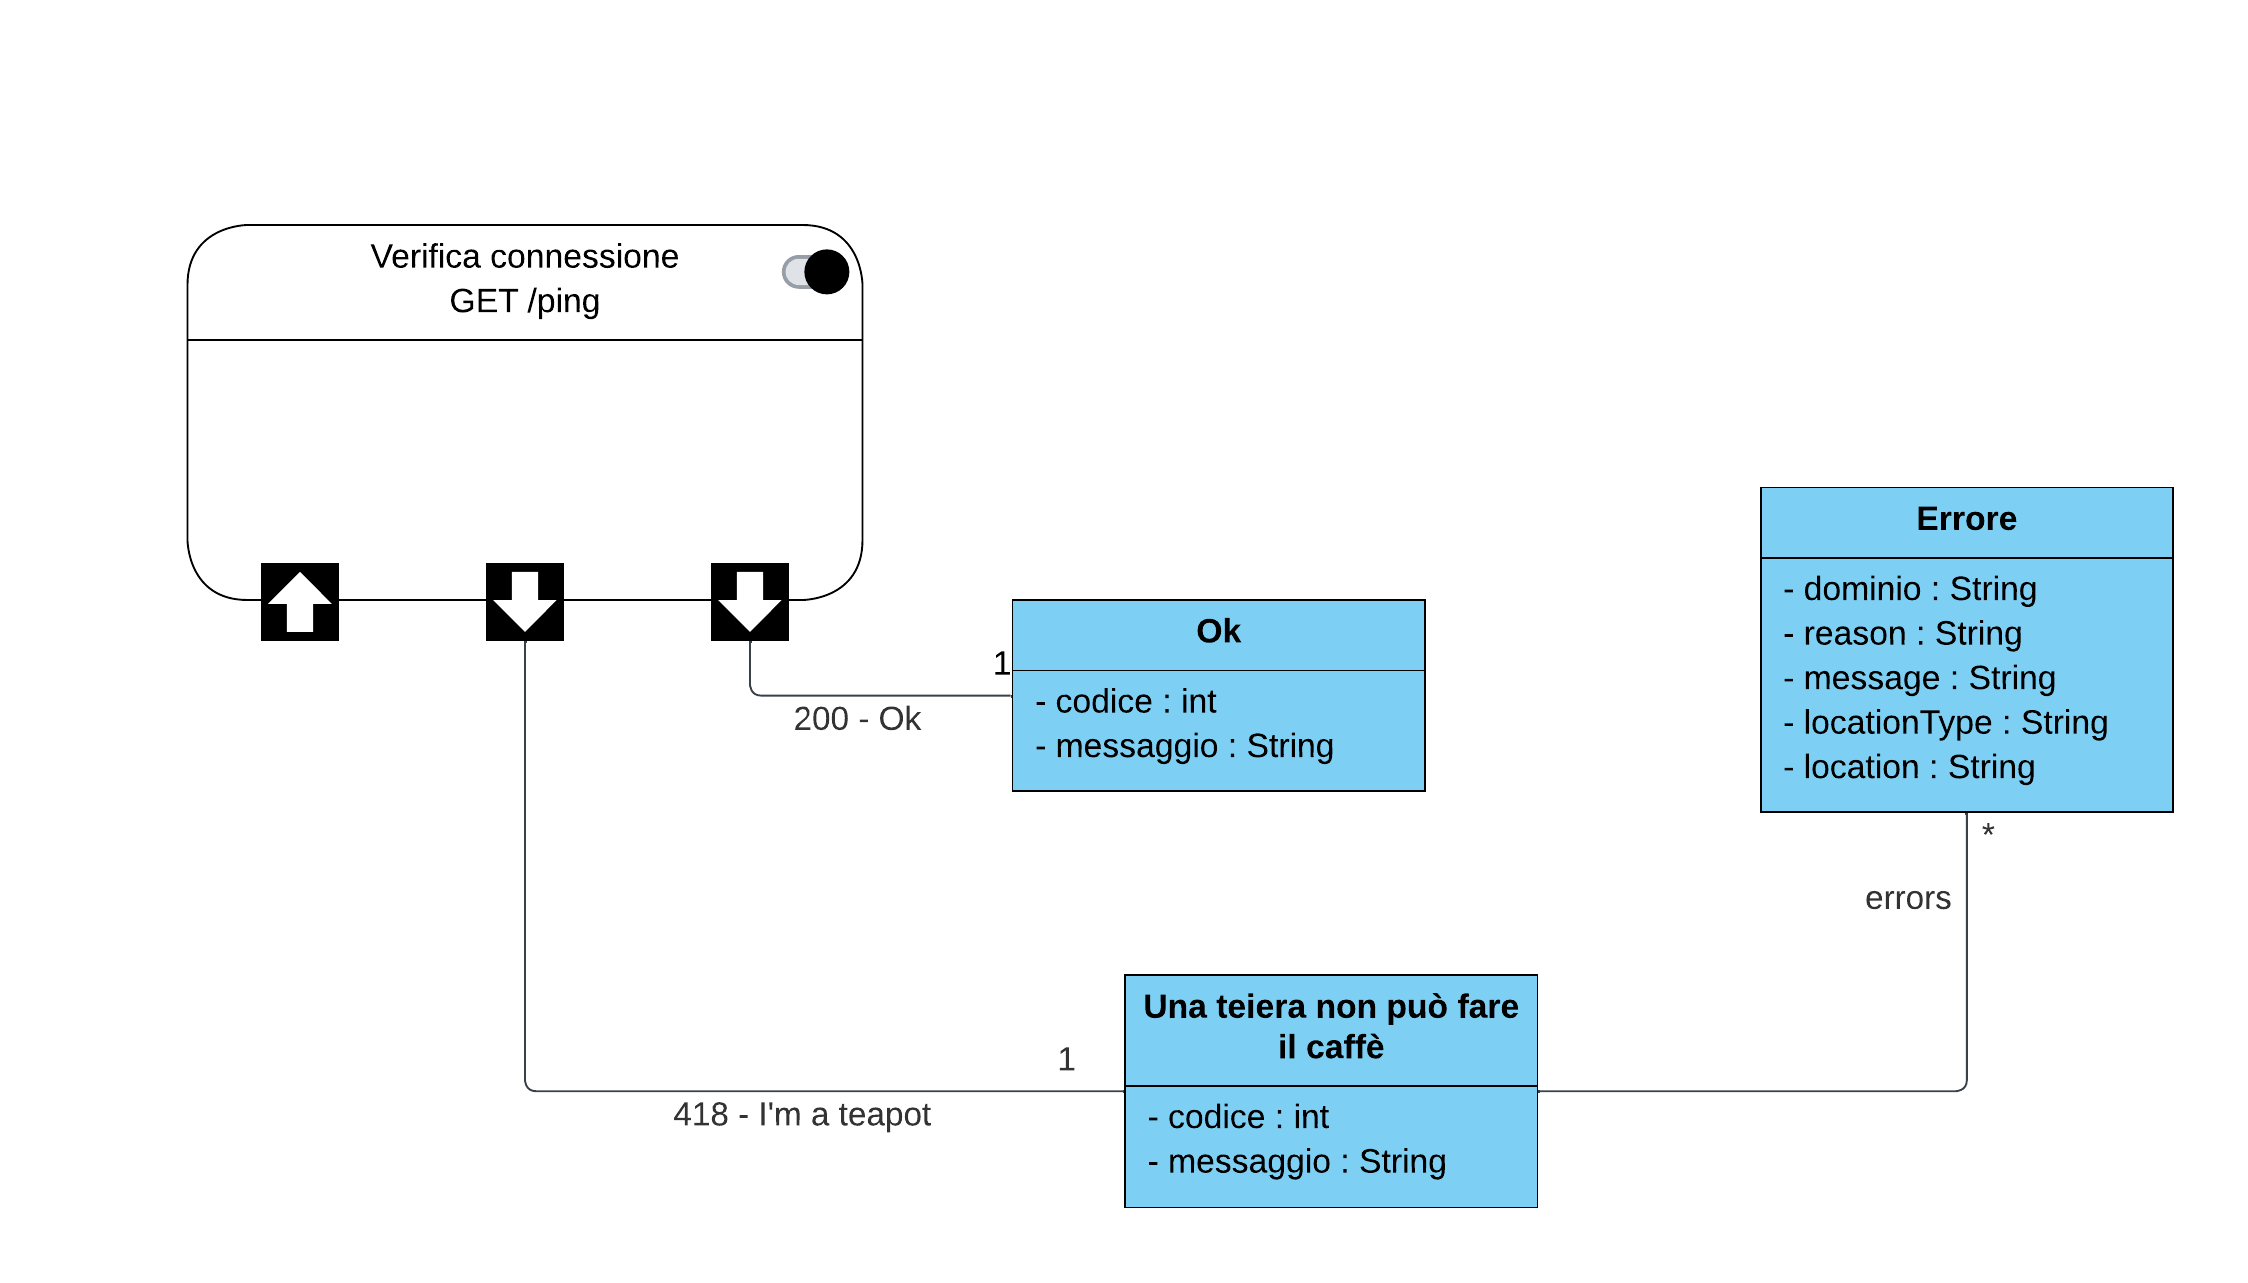 Verifica connessione
GET /ping
Ok
- codice : int
- messaggio : String
1
200 - Ok
Errore
- dominio : String
- reason : String
- message : String
- locationType : String
- location : String
*
errors
Una teiera non può fare
il caffè
- codice : int
- messaggio : String
1
418 - I'm a teapot